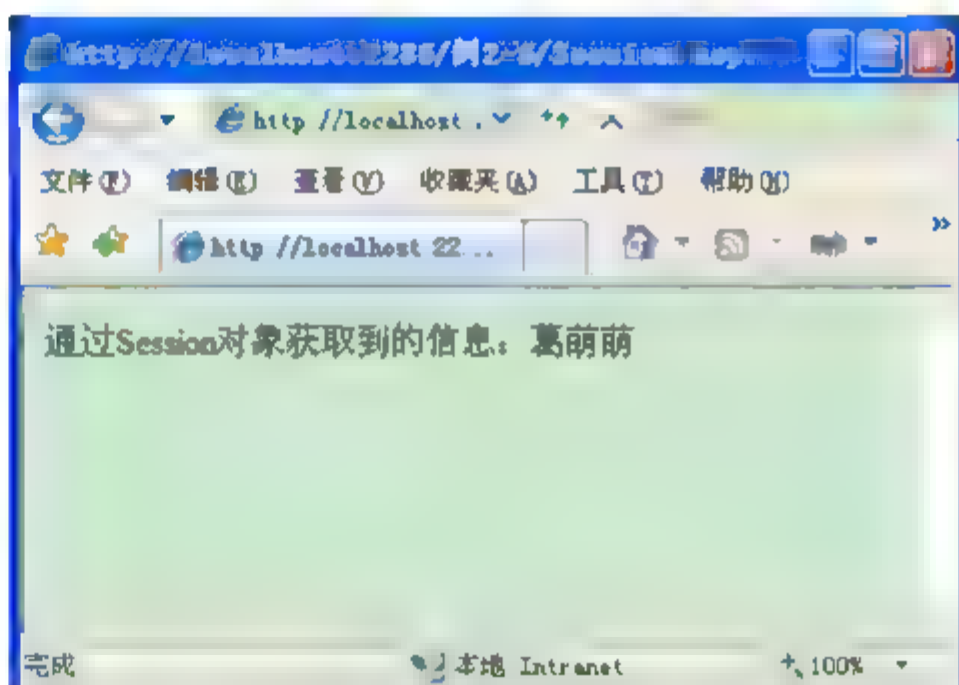 http //localhost .
文件(F) 编辑(E) 查看(V) 收藏夹(A) 工具(T) 帮助(H)
http //localhost 22 ...
»
通过Session对象获取到的信息：葛萌萌
完成 本地 Intranet 100%